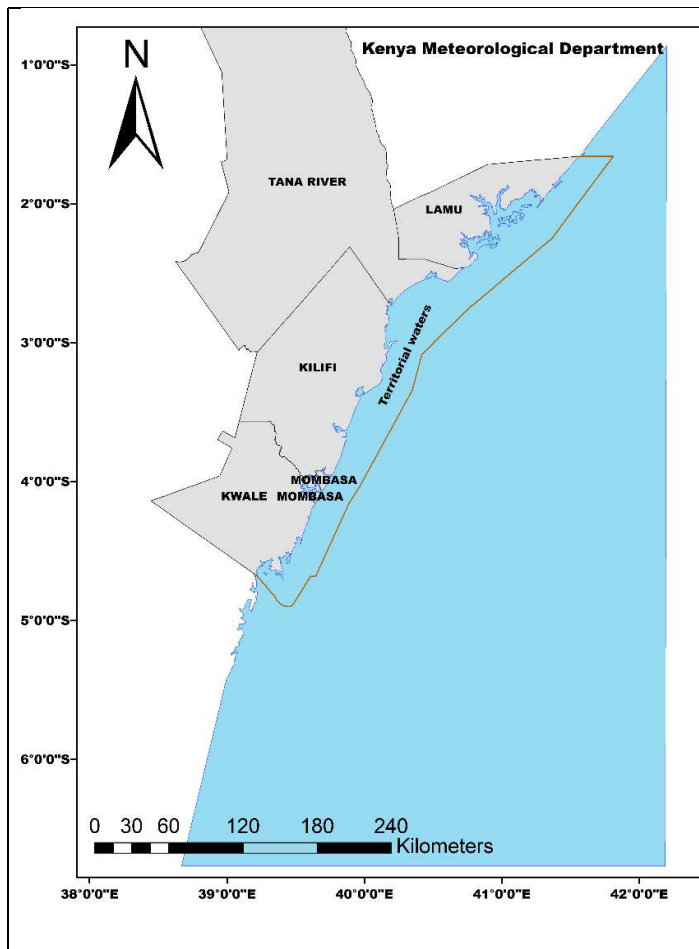 Kenya Meteorological Department
N
1°0'0"S
2°0'0"S
3°0'0"S
4°0'0"S
5°0'0"S
6°0'0"S
TANA RIVER
LAMU
Territorial waters
KILIFI
MOMBASA
KWALE MOMBASA
0 30 60 120 180 240
Kilometers
38°0'0"E 39°0'0"E 40°0'0"E 41°0'0"E 42°0'0"E